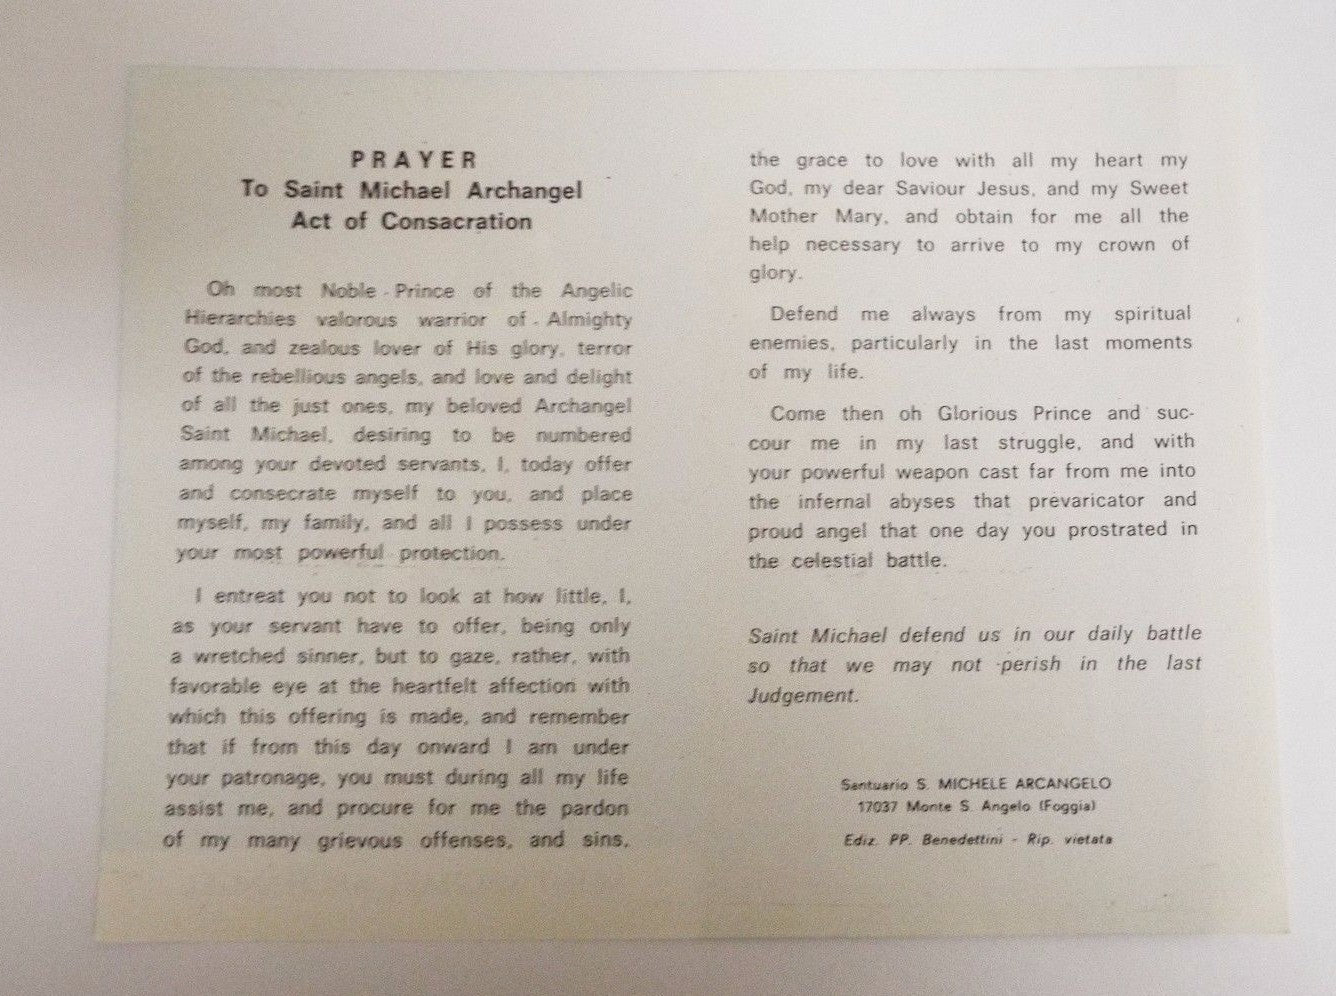 PRAYER
To Saint Michael Archangel
Act of Consacration
Oh most Noble - Prince of the Angelic
Hierarchies valorous warrior of . Almighty
God, and zealous lover of His glory, terror
of the rebellious angels, and love and delight
of all the just ones, my beloved Archangel
Saint Michael, desiring to be numbered
among your devoted servants, I, today offer
and consecrate myself to you, and place
myself, my family, and all I possess under
your most powerful protection.
I entreat you not to look at how little, I,
as your servant have to offer, being only
a wretched sinner, but to gaze, rather, with
favorable eye at the heartfelt affection with
which this offering is made, and remember
that if from this day onward I am under
your patronage, you must during all my life
assist me, and procure for me the pardon
of my many grievous offenses, and sins,
the grace to love with all my heart my
God, my dear Saviour Jesus, and my Sweet
Mother Mary, and obtain for me all the
help necessary to arrive to my crown of
glory.
Defend me always from my spiritual
enemies, particularly in the last moments
of my life.
Come then oh Glorious Prince and suc-
cour me in my last struggle, and with
your powerful weapon cast far from me into
the infernal abyses that prevaricator and
proud angel that one day you prostrated in
the celestial battle.
Saint Michael defend us in our daily battle
so that we may not perish in the last
Judgement.
Santuario S. MICHELE ARCANGELO
17037 Monte S. Angelo (Foggia)
Ediz. PP. Benedettini - Rip. vietata